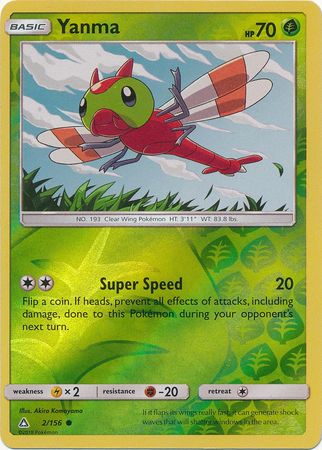 BASIC Yanma HP70
NO. 193 Clear Wing Pokémon HT: 3'11" WT: 83.8 lbs.
Super Speed 20
Flip a coin. If heads, prevent all effects of attacks, including
damage, done to this Pokémon during your opponent's
next turn.
weakness ×2 resistance -20 retreat
Illus. Akira Komayama
2/156
©2018 Pokémon
If it flaps its wings really fast, it can generate shock
waves that will shatter windows in the area.